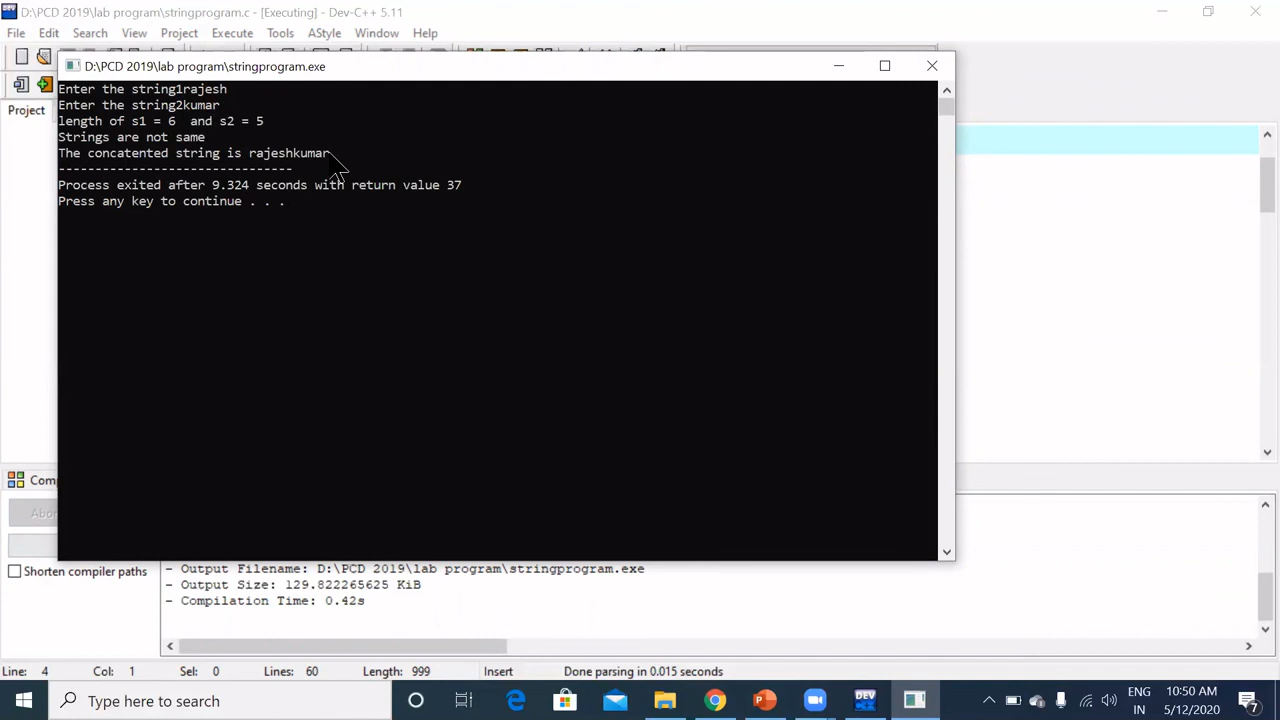 D:\PCD 2019\lab program\stringprogram.c - [Executing] - Dev-C++ 5.11
File Edit Search View Project Execute Tools AStyle Window Help
D:\PCD 2019\lab program\stringprogram.exe
Project
Enter the string1rajesh
Enter the string2kumar
length of s1 = 6  and s2 = 5
Strings are not same
The concatented string is rajeshkumar
--------------------------------
Process exited after 9.324 seconds with return value 37
Press any key to continue . . .
Shorten compiler paths
- Output Filename: D:\PCD 2019\lab program\stringprogram.exe
- Output Size: 129.822265625 KiB
- Compilation Time: 0.42s
Line: 4 Col: 1 Sel: 0 Lines: 60 Length: 999 Insert Done parsing in 0.015 seconds
Type here to search
DEV
ENG
IN
10:50 AM
5/12/2020
7